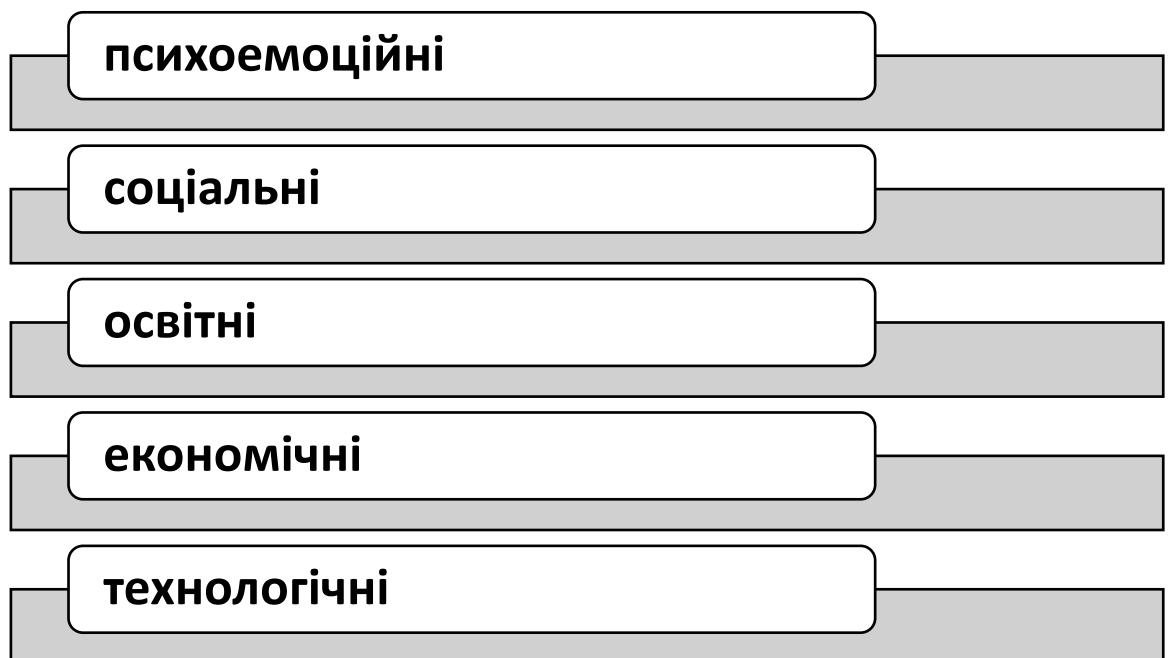 психоемоційні
соціальні
освітні
економічні
технологічні